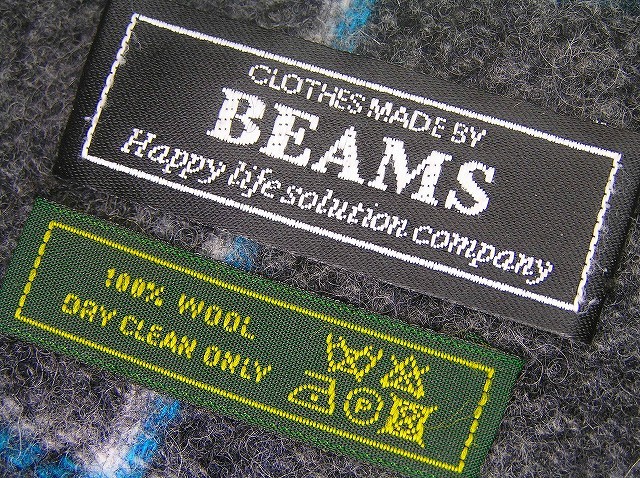 CLOTHES MADE BY
BEAMS
Happy life solution company
100% WOOL
DRY CLEAN ONLY
P